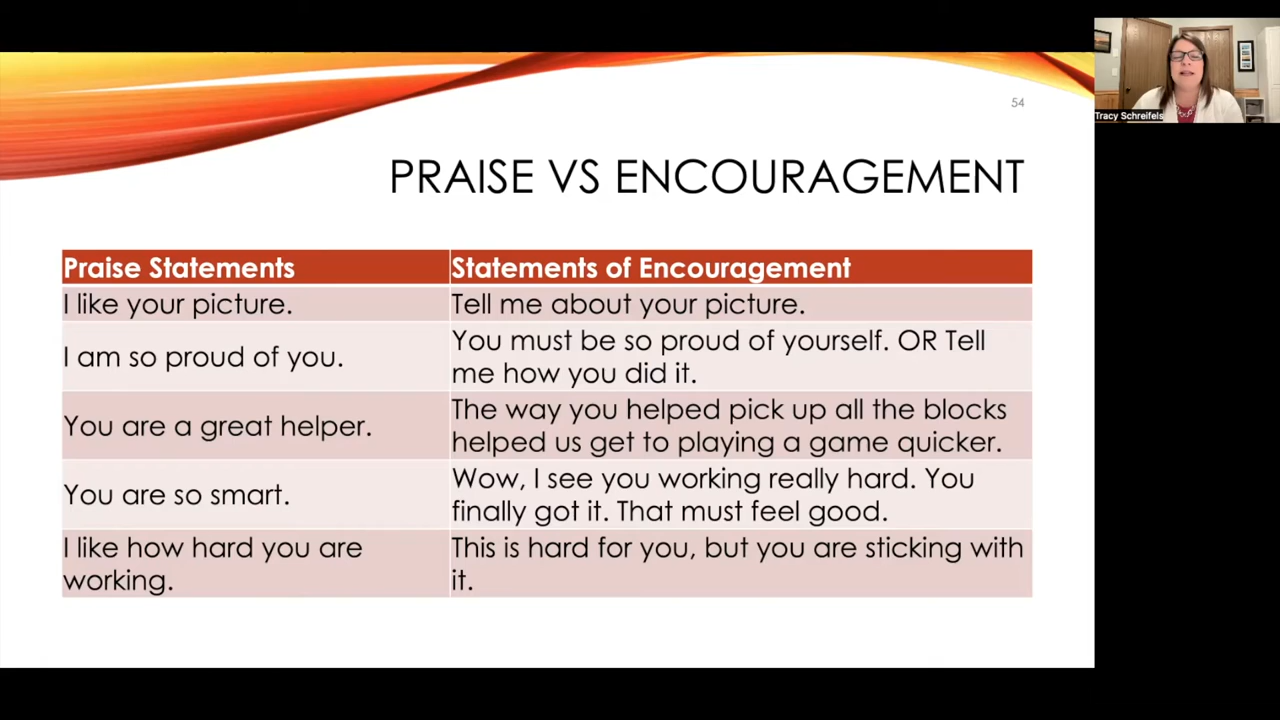 54
Tracy Schreifels
PRAISE VS ENCOURAGEMENT
Praise Statements
Statements of Encouragement
I like your picture.
Tell me about your picture.
I am so proud of you.
You must be so proud of yourself. OR Tell
me how you did it.
You are a great helper.
The way you helped pick up all the blocks
helped us get to playing a game quicker.
You are so smart.
Wow, I see you working really hard. You
finally got it. That must feel good.
I like how hard you are
working.
This is hard for you, but you are sticking with
it.